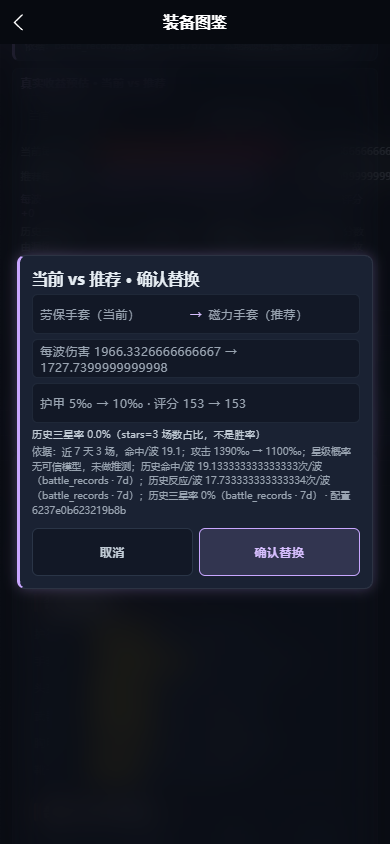 装备图鉴
当前 vs 推荐 • 确认替换
劳保手套（当前） → 磁力手套（推荐）
每波伤害 1966.3326666666667 →
1727.7399999999998
护甲 5‰ → 10‰ · 评分 153 → 153
历史三星率 0.0%（stars=3 场数占比，不是胜率）
依据：近 7 天 3 场，命中/波 19.1；攻击 1390‰ → 1100‰；星级概率
无可信模型，未做推测；历史命中/波 19.133333333333333次/波
（battle_records · 7d）；历史反应/波 17.733333333333334次/波
（battle_records · 7d）；历史三星率 0%（battle_records · 7d） · 配置
6237e0b623219b8b
取消 确认替换